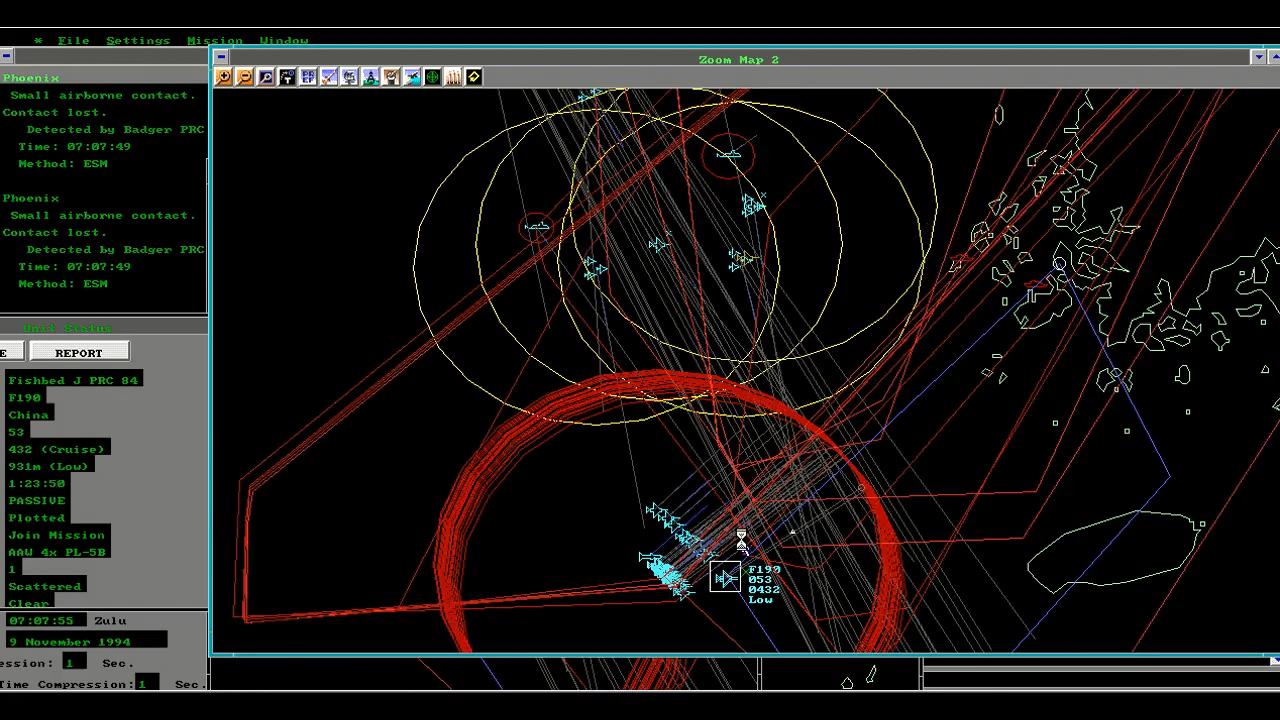 * File Settings Mission Window
Zoom Map 2
Phoenix
Small airborne contact.
Contact lost.
Detected by Badger PRC
Time: 07:07:49
Method: ESM
Phoenix
Small airborne contact.
Contact lost.
Detected by Badger PRC
Time: 07:07:49
Method: ESM
Unit Status
E REPORT
Fishbed J PRC 84
F190
China
53
432 (Cruise)
931m (Low)
1:23:50
PASSIVE
Plotted
Join Mission
AAW 4x PL-5B
1
Scattered
Clear
07:07:55 Zulu
9 November 1994
ession: 1 Sec.
Time Compression: 1 Sec.
F190
053
0432
Low